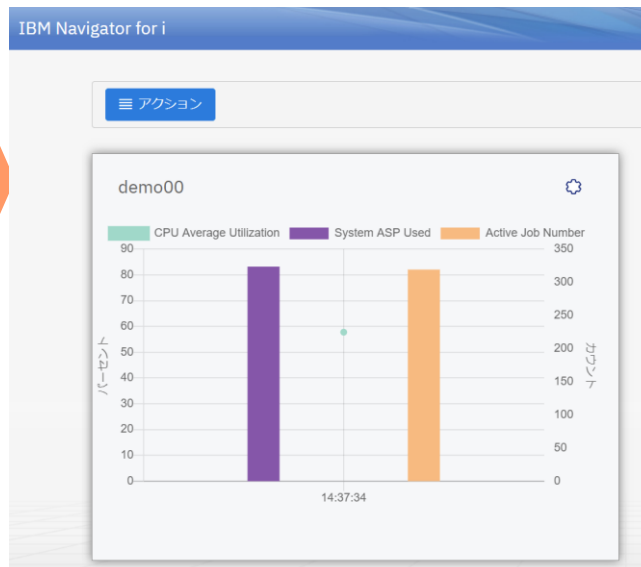 IBM Navigator for i
アクション
demo00
CPU Average Utilization System ASP Used Active Job Number
90 350
80 300
70 250
60 200
50 150
40 100
30 50
20 0
10
0
パーセント
カウント
14:37:34